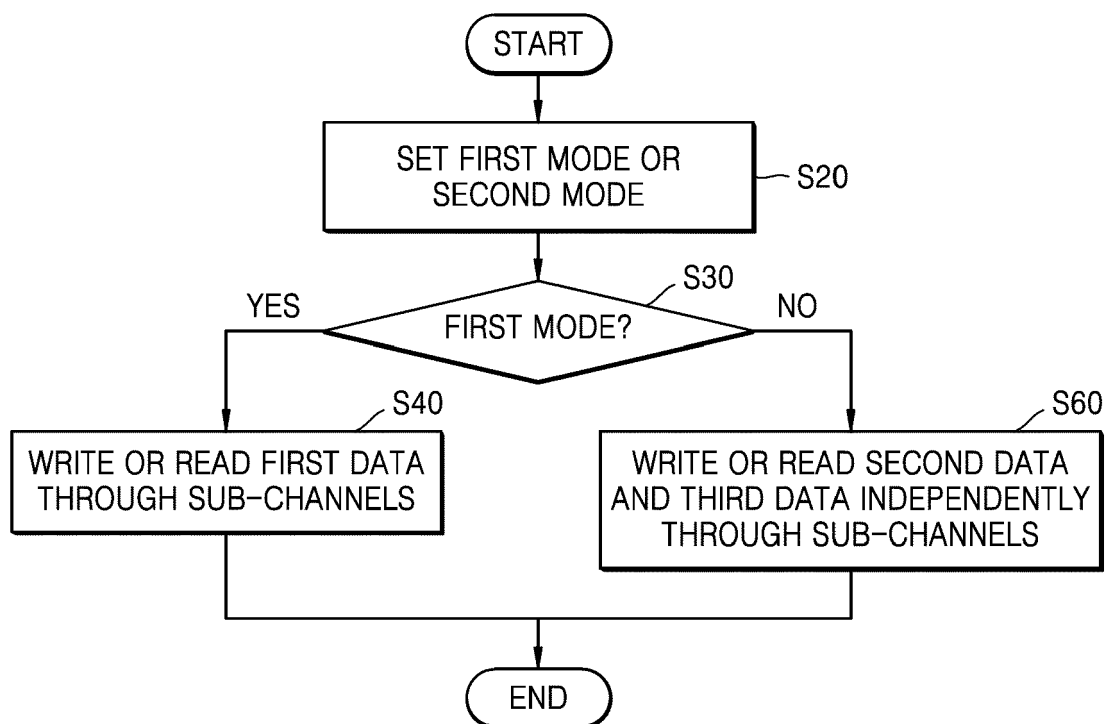 START
SET FIRST MODE OR
SECOND MODE
S20
S30
YES
FIRST MODE?
NO
S40
WRITE OR READ FIRST DATA
THROUGH SUB-CHANNELS
S60
WRITE OR READ SECOND DATA
AND THIRD DATA INDEPENDENTLY
THROUGH SUB-CHANNELS
END